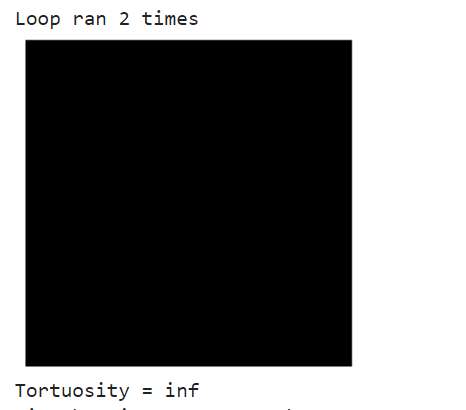 Loop ran 2 times
Tortuosity = inf